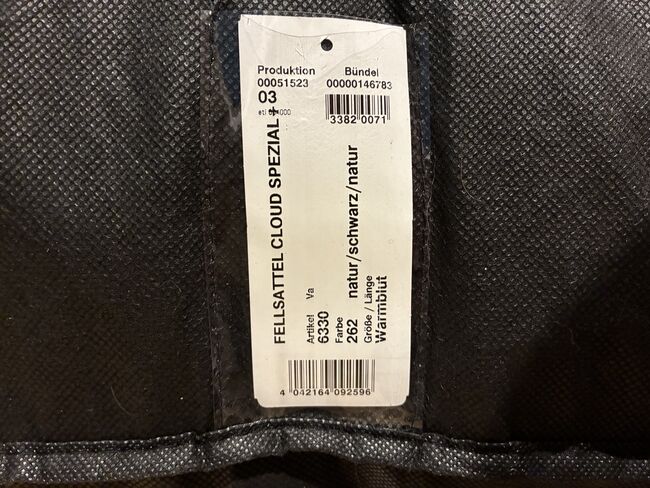 Produktion Bündel
00051523 00000146783
03
3382 0071
FELLSATTEL CLOUD SPEZIAL+
Artikel Va
6330
Farbe
262 natur/schwarz/natur
Größe / Länge
Warmblut
4 042164 092596